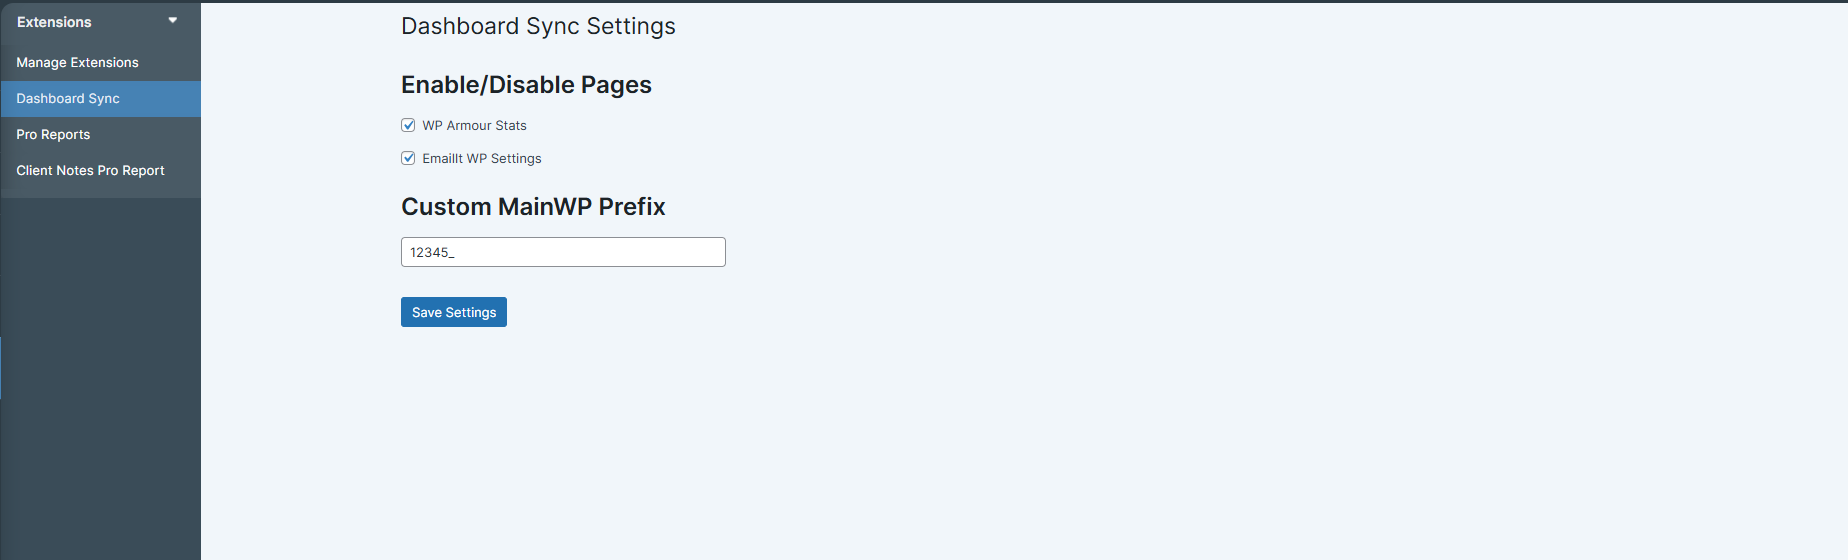 Extensions
Manage Extensions
Dashboard Sync
Pro Reports
Client Notes Pro Report
Dashboard Sync Settings
Enable/Disable Pages
WP Armour Stats
EmailIt WP Settings
Custom MainWP Prefix
12345_
Save Settings